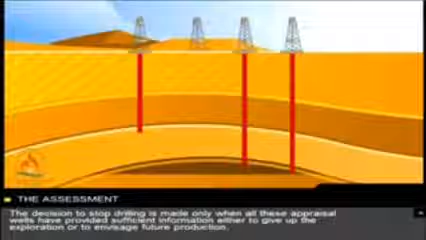 THE ASSESSMENT
The decision to stop drilling is made only when all these appraisal
wells have provided sufficient information either to give up the
exploration or to envisage future production.